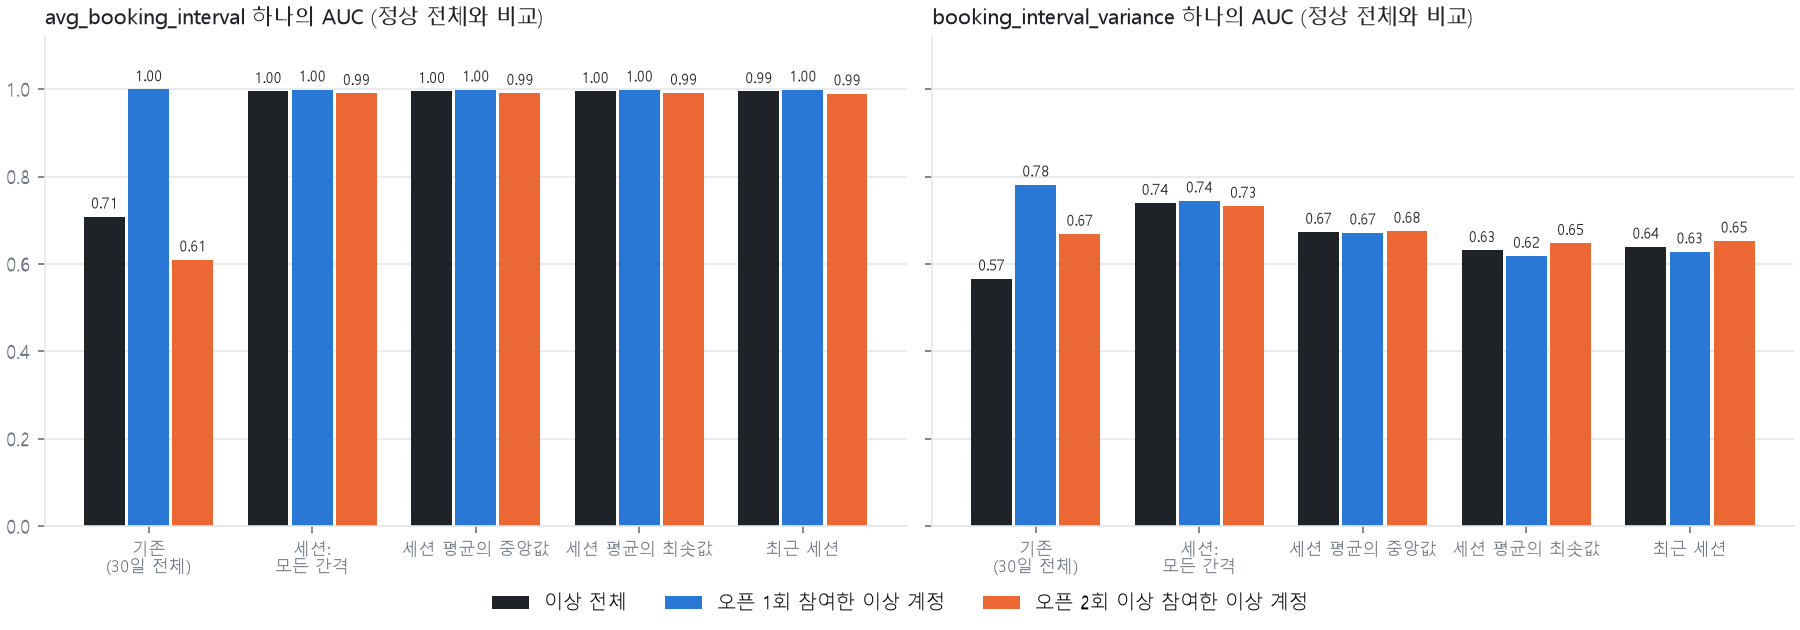 avg_booking_interval 하나의 AUC (정상 전체와 비교)
1.0
0.8
0.6
0.4
0.2
0.0
0.71
1.00
0.61
1.00
1.00
0.99
1.00
1.00
0.99
1.00
1.00
0.99
0.99
1.00
0.99
기존
(30일 전체)
세션:
모든 간격
세션 평균의 중앙값
세션 평균의 최솟값
최근 세션
booking_interval_variance 하나의 AUC (정상 전체와 비교)
0.57
0.78
0.67
0.74
0.74
0.73
0.67
0.67
0.68
0.63
0.62
0.65
0.64
0.63
0.65
기존
(30일 전체)
세션:
모든 간격
세션 평균의 중앙값
세션 평균의 최솟값
최근 세션
이상 전체
오픈 1회 참여한 이상 계정
오픈 2회 이상 참여한 이상 계정